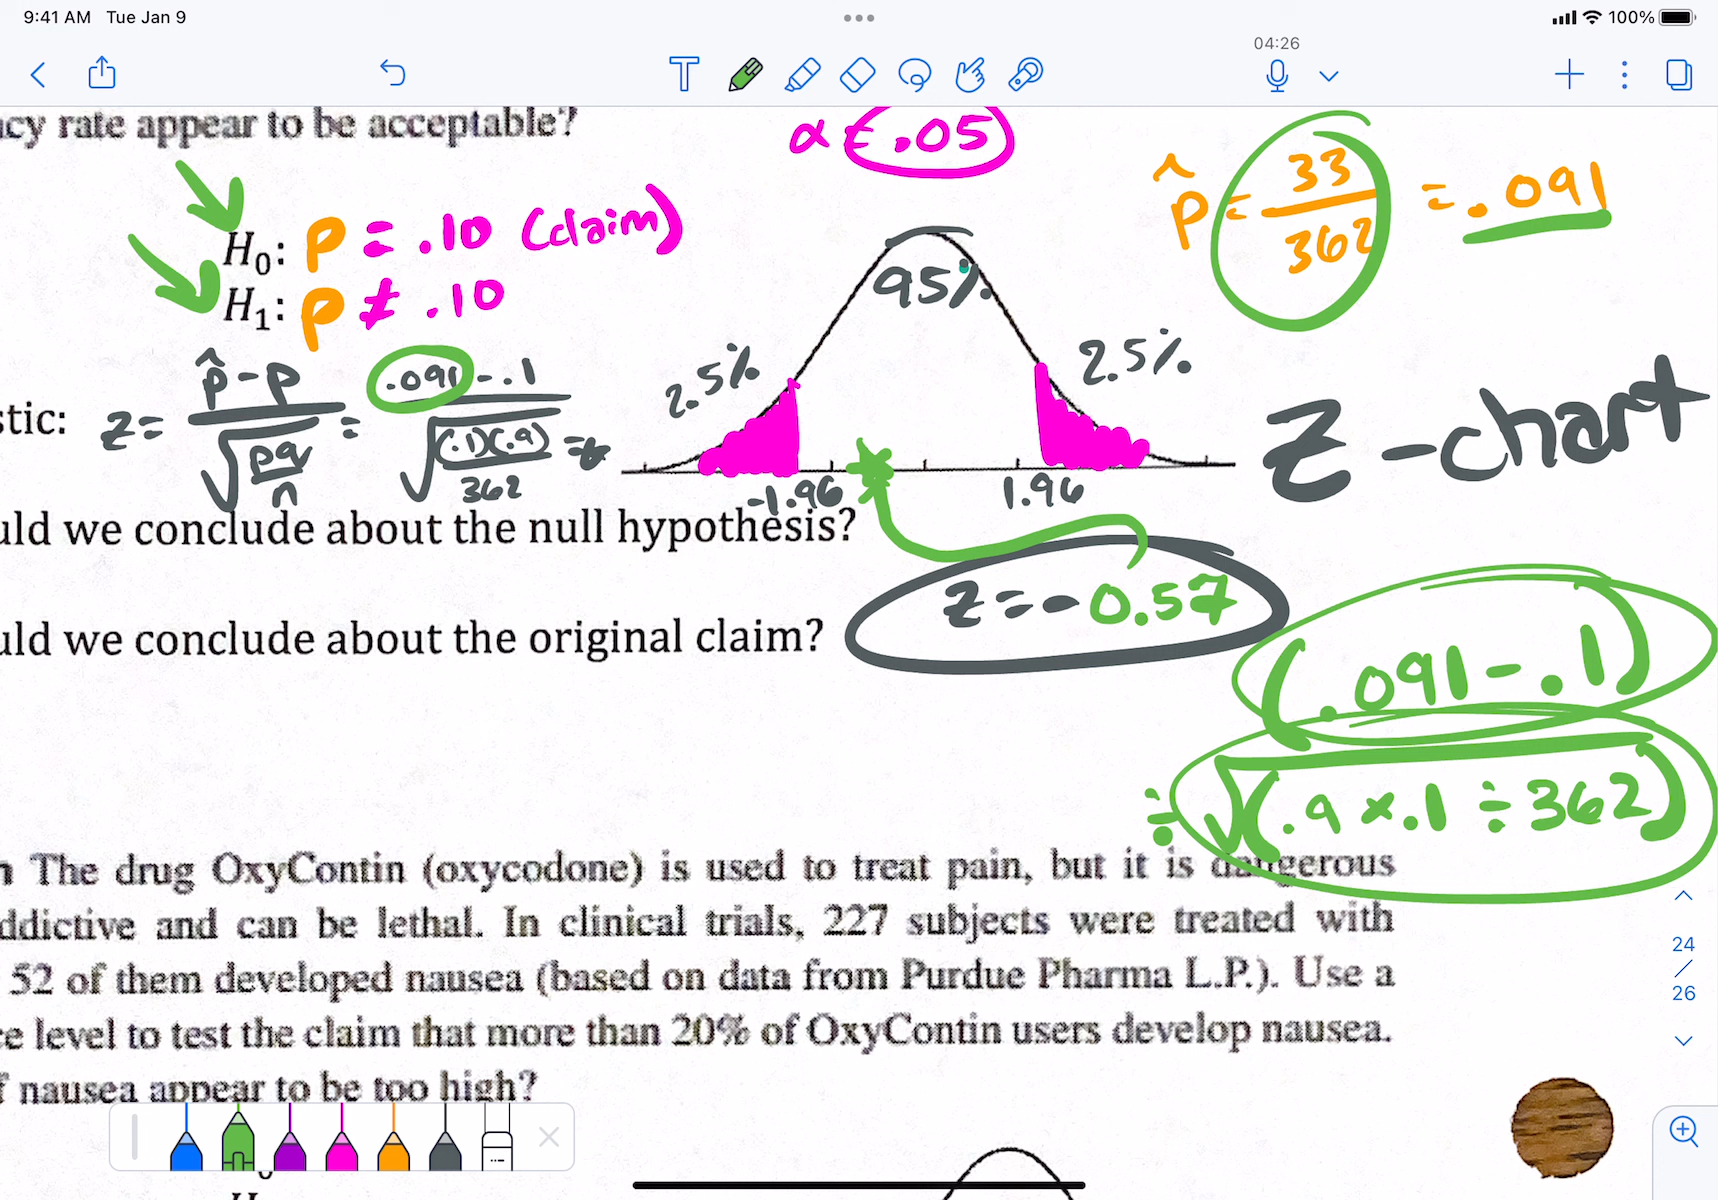 9:41 AM Tue Jan 9
100%
04:26
cy rate appear to be acceptable?
α = .05
p̂ = 33/362 = .091
H₀: p = .10 (claim)
H₁: p ≠ .10
95%
2.5%
2.5%
stic: z = (p̂ - p)/√(pq/n) = (.091 - .1)/√((.1)(.9)/362) =
-1.96
1.96
z-chart
uld we conclude about the null hypothesis?
z = -0.57
uld we conclude about the original claim?
(.091 - .1)
÷ √(.9 x .1 ÷ 362)
n The drug OxyContin (oxycodone) is used to treat pain, but it is dangerous
ddictive and can be lethal. In clinical trials, 227 subjects were treated with
52 of them developed nausea (based on data from Purdue Pharma L.P.). Use a
ce level to test the claim that more than 20% of OxyContin users develop nausea.
f nausea appear to be too high?
24
/
26